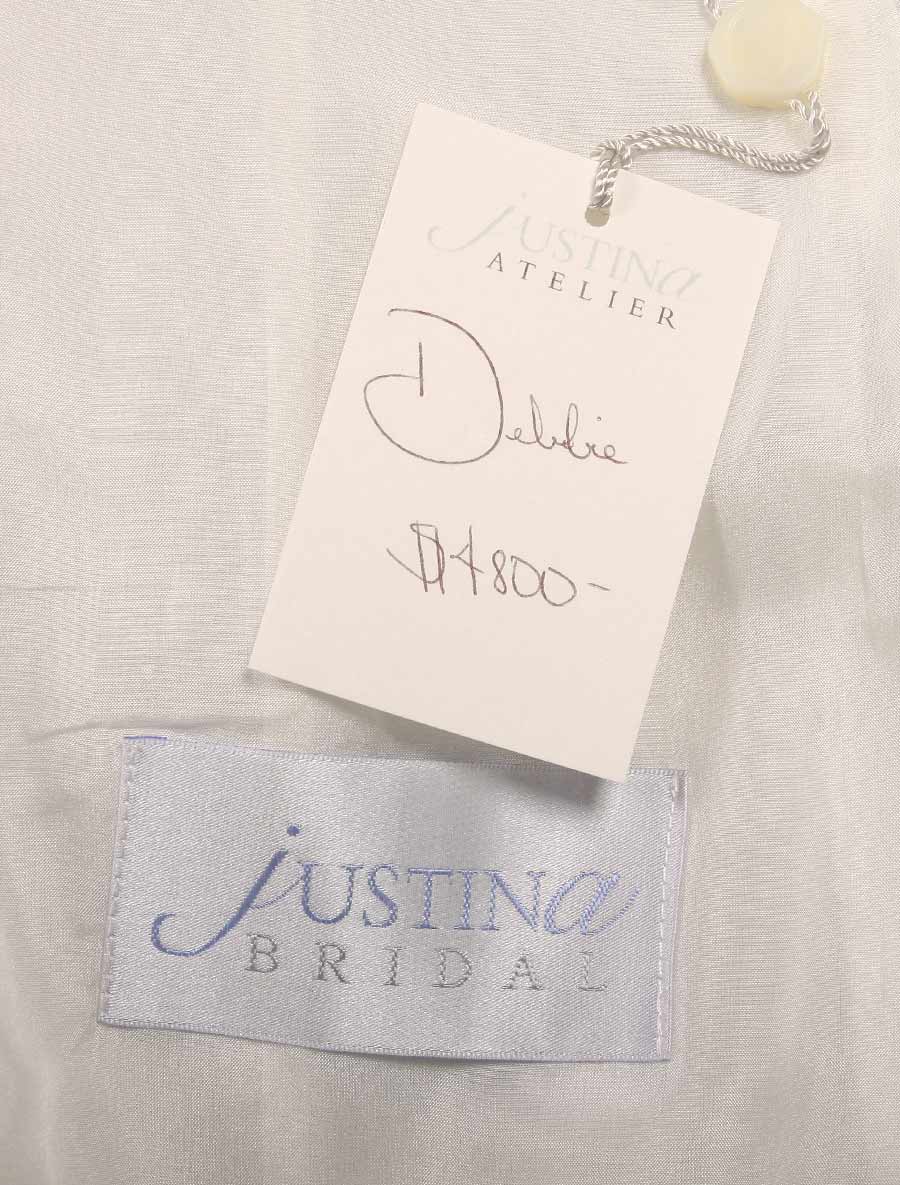 jUSTINa
ATELIER
Debbie
$4800-
jUSTINa
BRIDAL